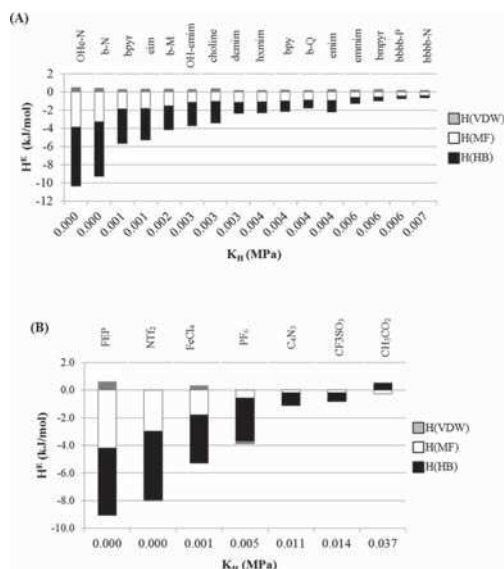 (A)
OHe-N b-N bpyr eim b-M OH-emim choline dcmim hxmim bpy b-Q emim emmim bmpyr bbbb-P bbbb-N
2
0
-2
-4
-6
-8
-10
-12
H^E (kJ/mol)
H(VDW)
H(MF)
H(HB)
0.000 0.000 0.001 0.001 0.002 0.003 0.003 0.003 0.004 0.004 0.004 0.004 0.006 0.006 0.006 0.007
K_H (MPa)
(B)
FEP NTf₂ FeCl₄ PF₆ C₄N₃ CF3SO₃ CH₃CO₂
2.0
0.0
-2.0
-4.0
-6.0
-8.0
-10.0
H^E (kJ/mol)
H(VDW)
H(MF)
H(HB)
0.000 0.000 0.001 0.005 0.011 0.014 0.037
K_H (MPa)